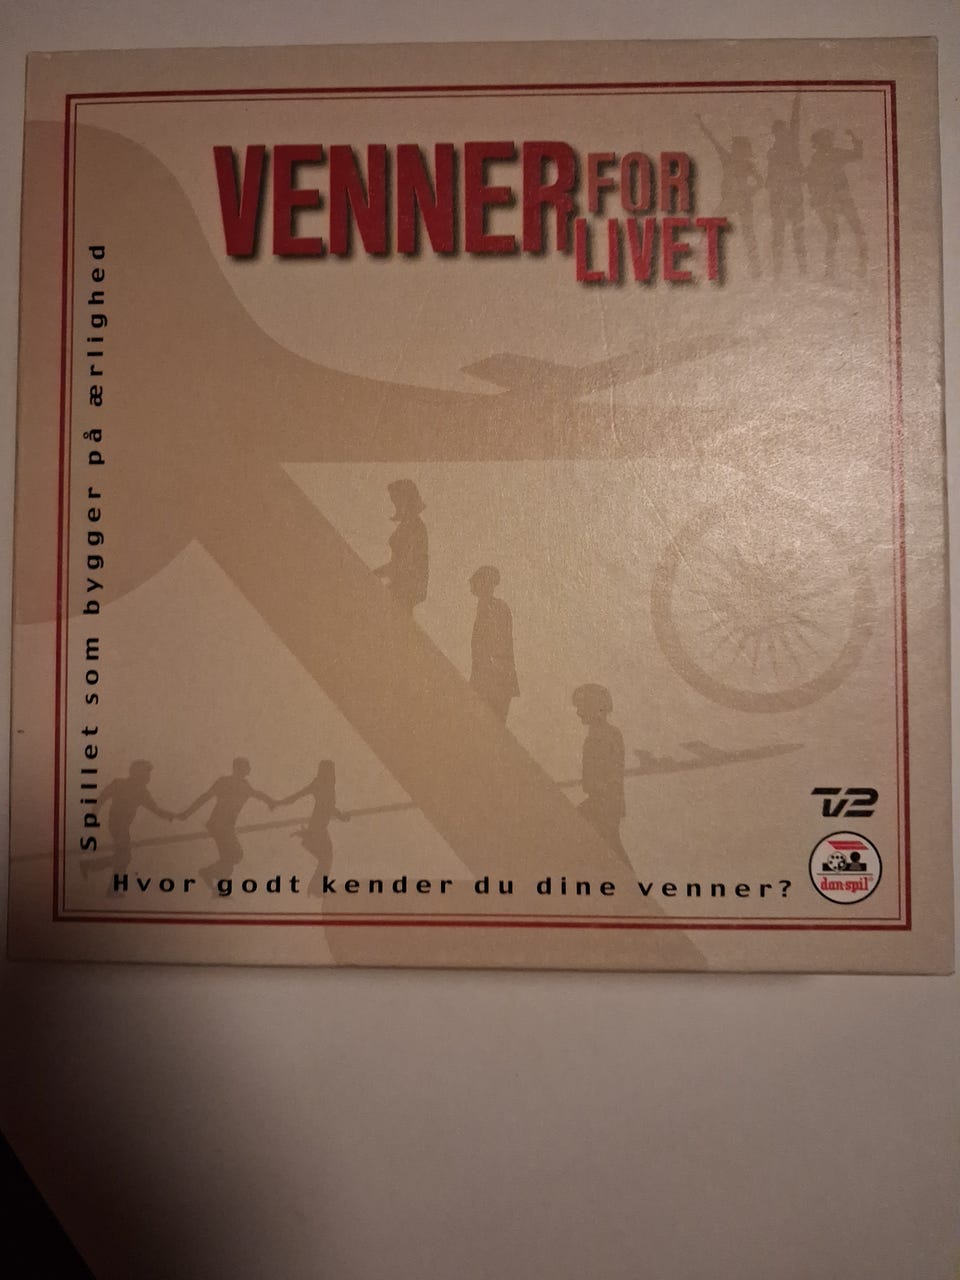 VENNER FOR
LIVET
Spillet som bygger på ærlighed
TV2
dan-spil®
Hvor godt kender du dine venner?